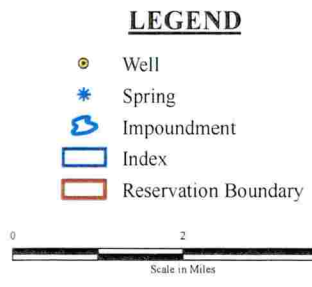 LEGEND
Well
Spring
Impoundment
Index
Reservation Boundary
0 2
Scale in Miles